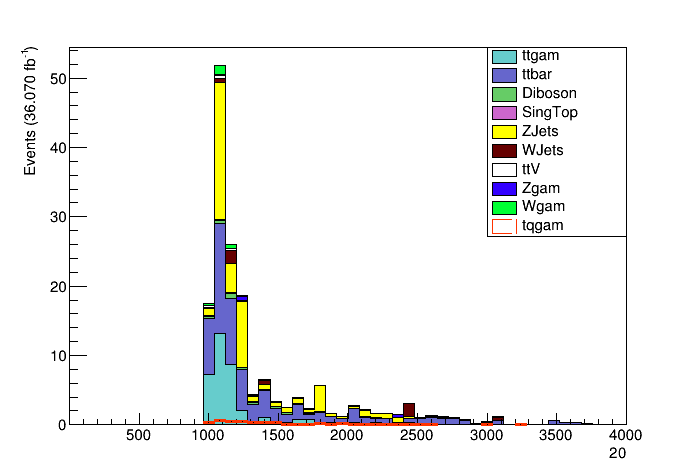 Events (36.070 fb⁻¹)
50
40
30
20
10
0
500
1000
1500
2000
2500
3000
3500
4000
20
ttgam
ttbar
Diboson
SingTop
ZJets
WJets
ttV
Zgam
Wgam
tqgam